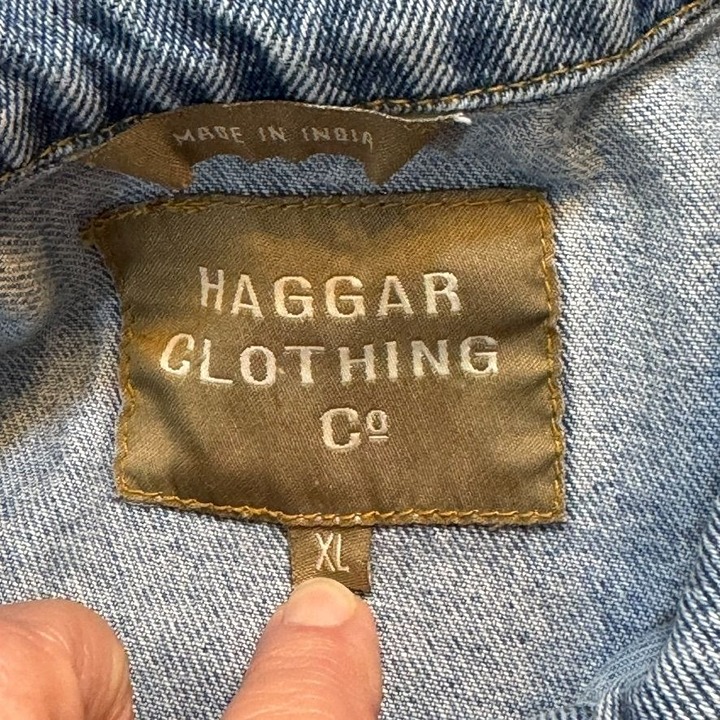 MADE IN INDIA
HAGGAR
CLOTHING
Cº
XL